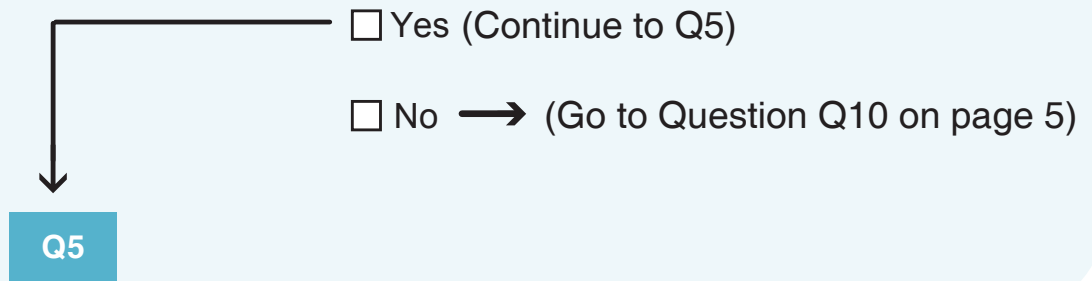 Yes (Continue to Q5)
No (Go to Question Q10 on page 5)
Q5